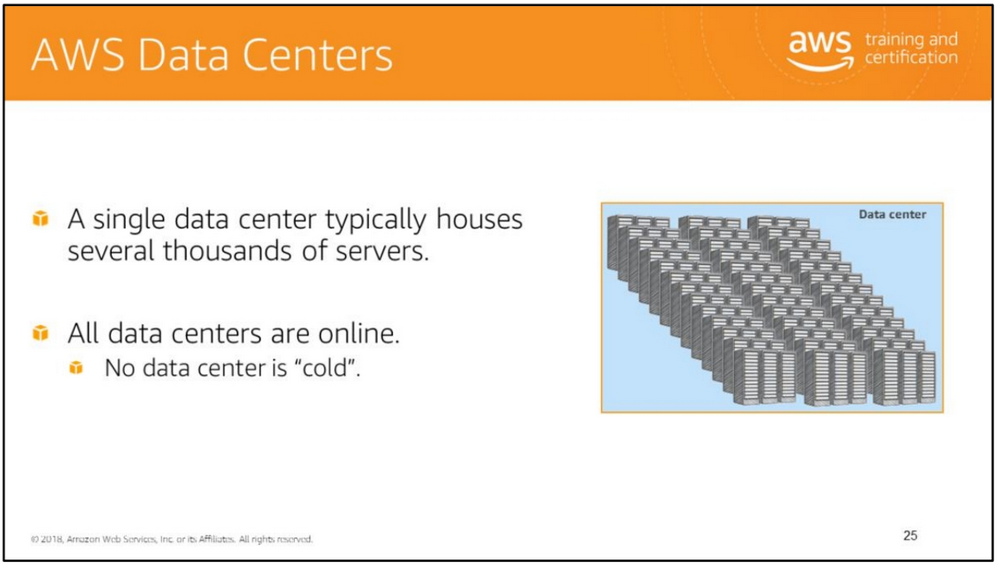 AWS Data Centers
aws training and
certification
A single data center typically houses
several thousands of servers.
All data centers are online.
No data center is “cold”.
Data center
© 2018, Amazon Web Services, Inc. or its Affiliates. All rights reserved.
25